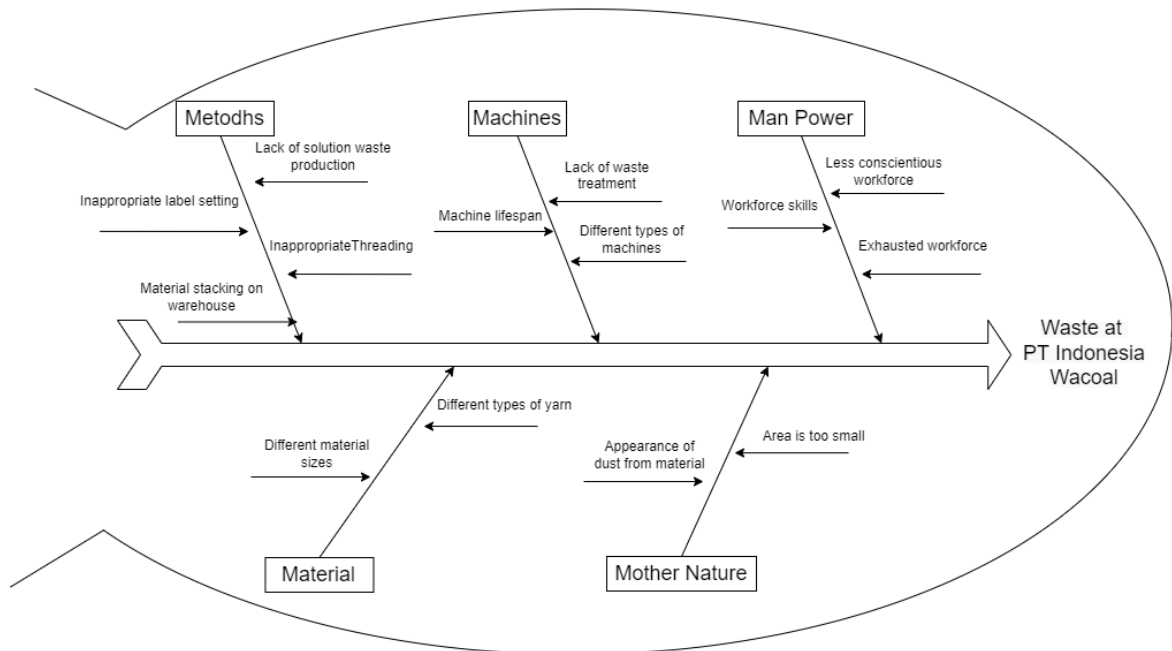 Metodhs
Lack of solution waste
production
Inappropriate label setting
InappropriateThreading
Material stacking on
warehouse
Machines
Lack of waste
treatment
Machine lifespan
Different types of
machines
Man Power
Less conscientious
workforce
Workforce skills
Exhausted workforce
Waste at
PT Indonesia
Wacoal
Different types of yarn
Different material
sizes
Material
Area is too small
Appearance of
dust from material
Mother Nature